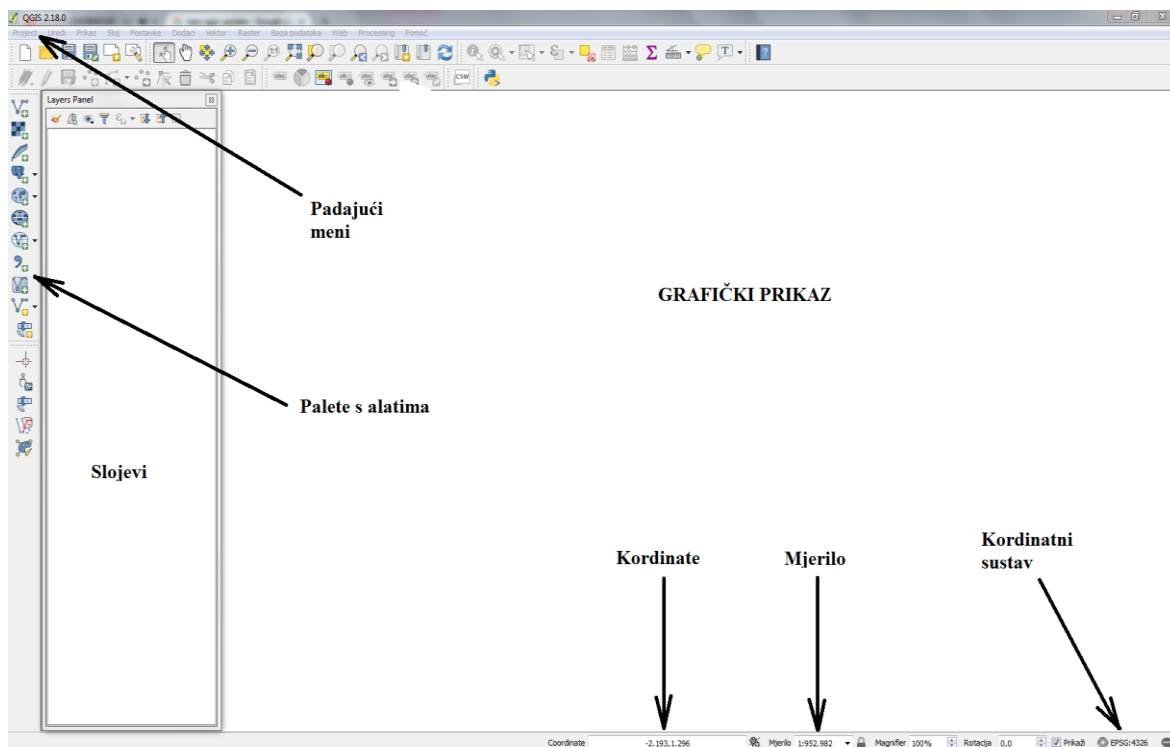 QGIS 2.18.0
Project Uredi Prikaz Sloj Postavke Dodaci Vektor Raster Baza podataka Web Processing Pomoć
CSW
Layers Panel
Padajući
meni
GRAFIČKI PRIKAZ
Palete s alatima
Slojevi
Kordinate
Mjerilo
Kordinatni
sustav
Coordinate -2.193,1.296 Mjerilo 1:952.982 Magnifier 100% Rotacija 0,0 Prikaži EPSG:4326